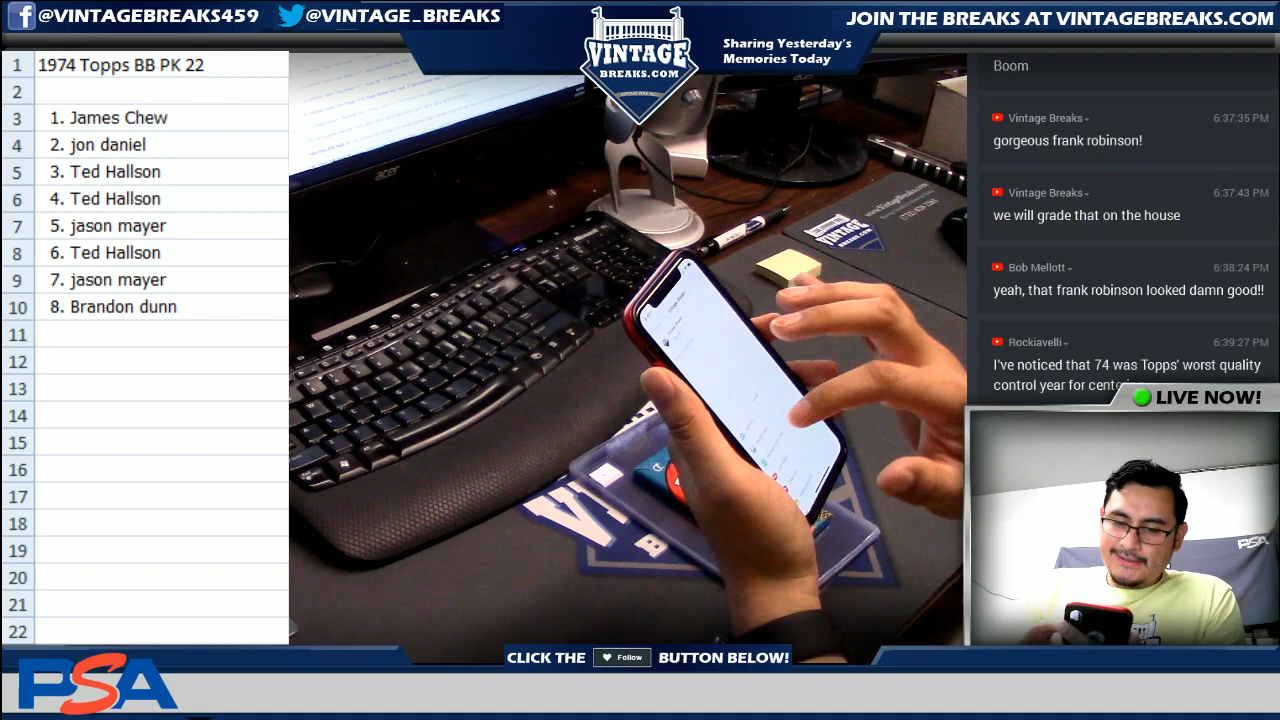 @VINTAGEBREAKS459
@VINTAGE_BREAKS
JOIN THE BREAKS AT VINTAGEBREAKS.COM
VINTAGE
BREAKS.COM
Sharing Yesterday's
Memories Today
1 1974 Topps BB PK 22
2
3 1. James Chew
4 2. jon daniel
5 3. Ted Hallson
6 4. Ted Hallson
7 5. jason mayer
8 6. Ted Hallson
9 7. jason mayer
10 8. Brandon dunn
11
12
13
14
15
16
17
18
19
20
21
22
acer
VINTAGE
BREAKS.COM
Boom
Vintage Breaks 6:37:35 PM
gorgeous frank robinson!
Vintage Breaks 6:37:43 PM
we will grade that on the house
Bob Mellott 6:38:24 PM
yeah, that frank robinson looked damn good!!
Rockiavelli 6:39:27 PM
I've noticed that 74 was Topps' worst quality
control year for
LIVE NOW!
PSA
CLICK THE Follow BUTTON BELOW!
PSA